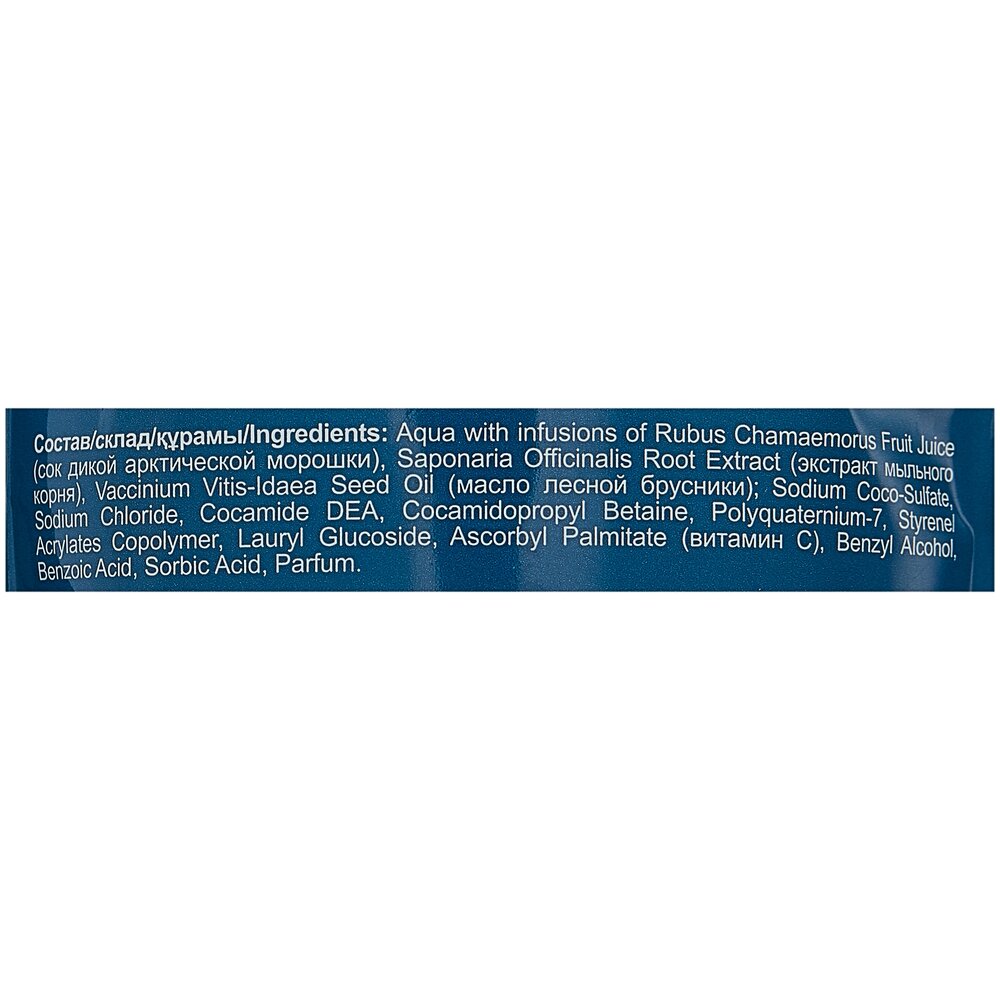 Состав/склад/құрамы/Ingredients: Aqua with infusions of Rubus Chamaemorus Fruit Juice
(сок дикой арктической морошки), Saponaria Officinalis Root Extract (экстракт мыльного
корня), Vaccinium Vitis-Idaea Seed Oil (масло лесной брусники); Sodium Coco-Sulfate,
Sodium Chloride, Cocamide DEA, Cocamidopropyl Betaine, Polyquaternium-7, Styrenel
Acrylates Copolymer, Lauryl Glucoside, Ascorbyl Palmitate (витамин С), Benzyl Alcohol,
Benzoic Acid, Sorbic Acid, Parfum.